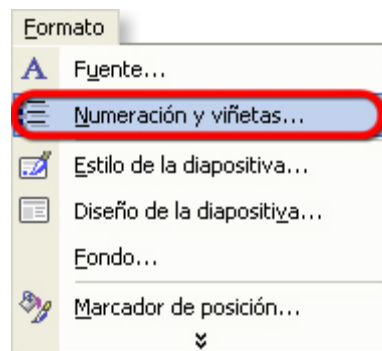 Formato
Fuente...
Numeración y viñetas...
Estilo de la diapositiva...
Diseño de la diapositiva...
Fondo...
Marcador de posición...